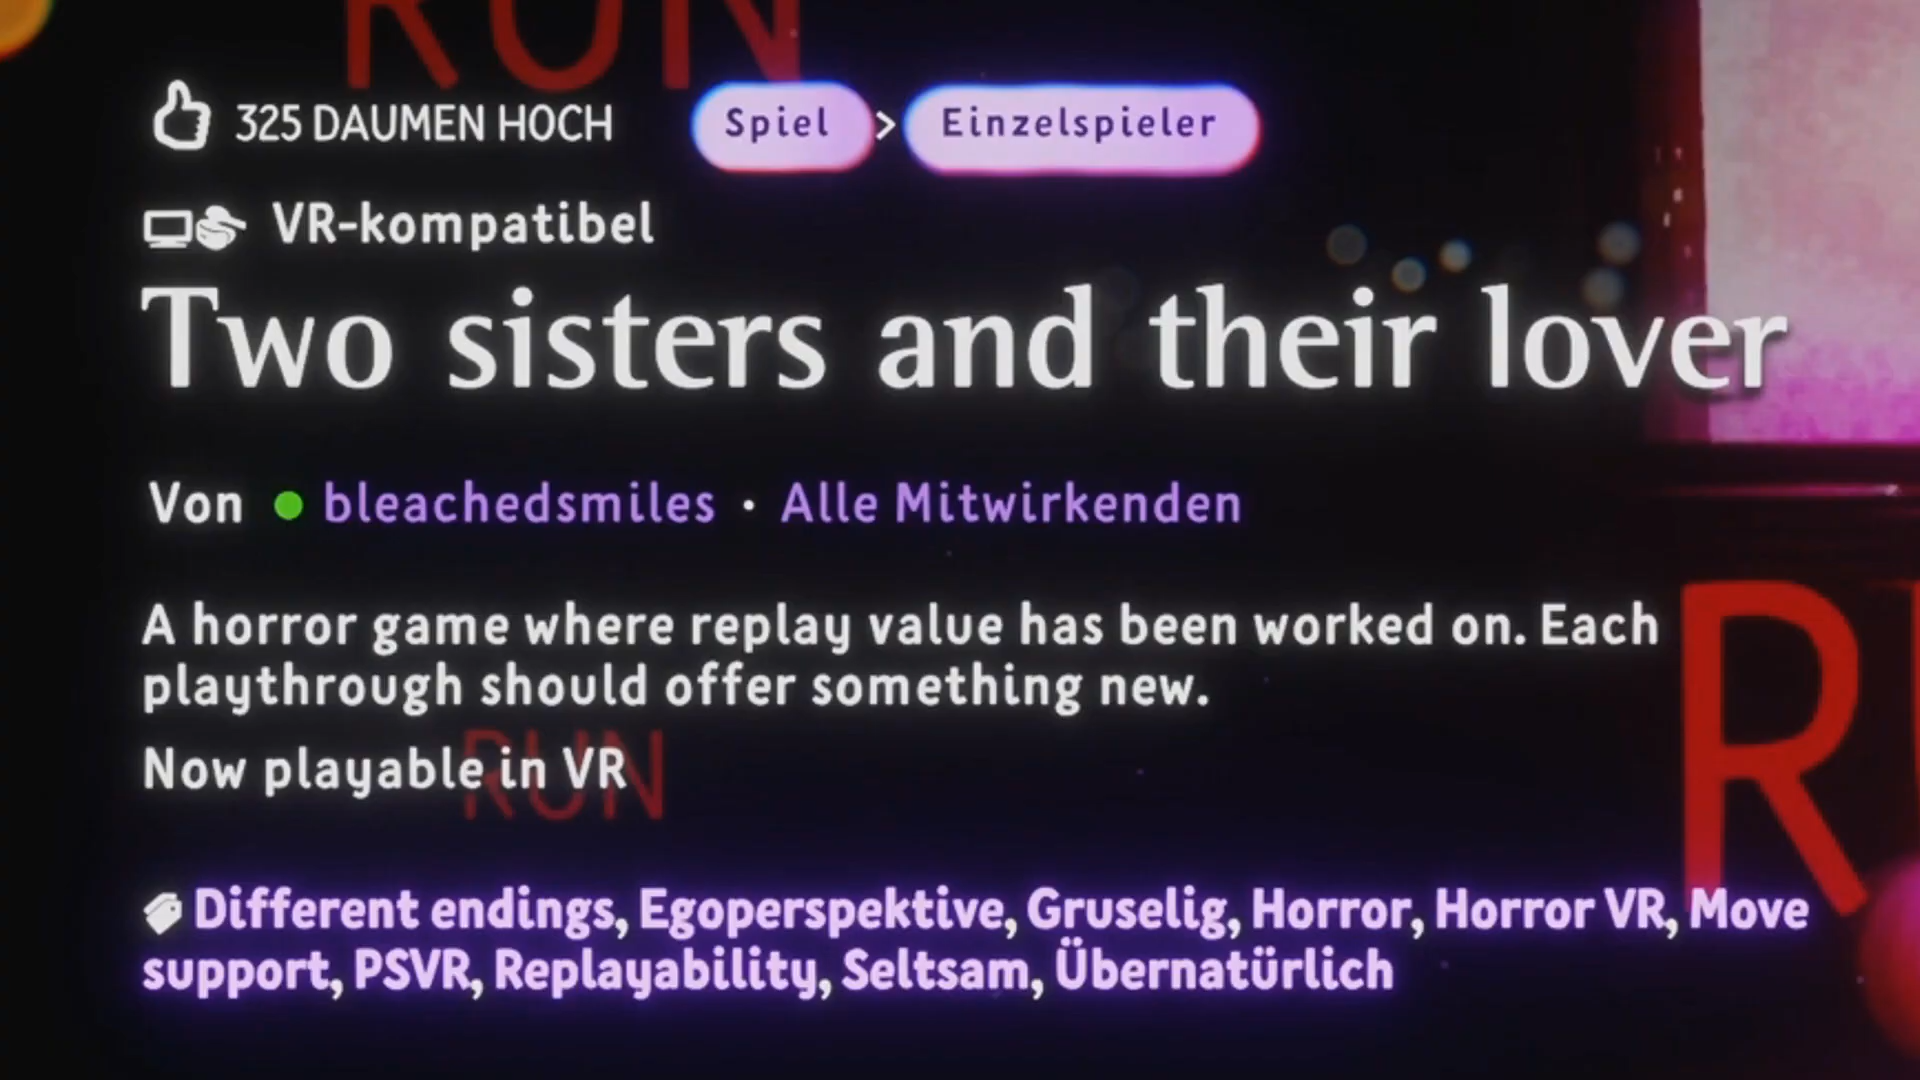 RUN
325 DAUMEN HOCH
Spiel > Einzelspieler
VR-kompatibel
Two sisters and their lover
Von bleachedsmiles · Alle Mitwirkenden
A horror game where replay value has been worked on. Each
playthrough should offer something new.
Now playable in VR
RUN
Different endings, Egoperspektive, Gruselig, Horror, Horror VR, Move
support, PSVR, Replayability, Seltsam, Übernatürlich